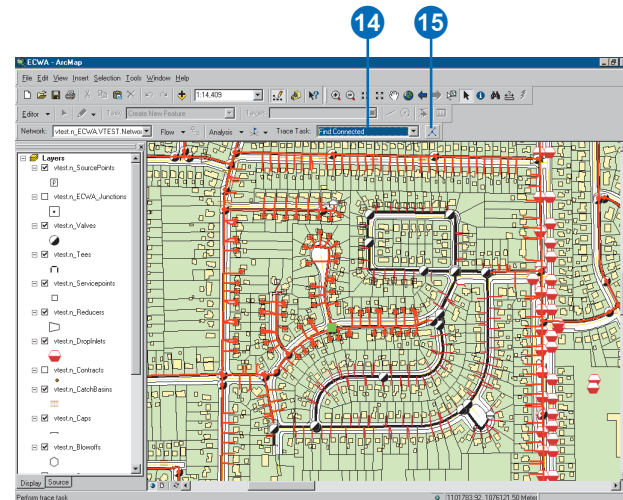 14 15
ECWA - ArcMap
File Edit View Insert Selection Tools Window Help
1:14,409
Editor Task: Create New Feature Target:
Network: vtest.n_ECWA:VTEST.Networ Flow Analysis Trace Task: Find Connected
Layers
vtest.n_SourcePoints
P
vtest.n_ECWA_Junctions
vtest.n_Valves
vtest.n_Tees
vtest.n_Servicepoints
vtest.n_Reducers
vtest.n_DropInlets
vtest.n_Contracts
vtest.n_CatchBasins
vtest.n_Caps
vtest.n_Blowoffs
Display Source
Perform trace task 1101783.92 1076121.50 Meter